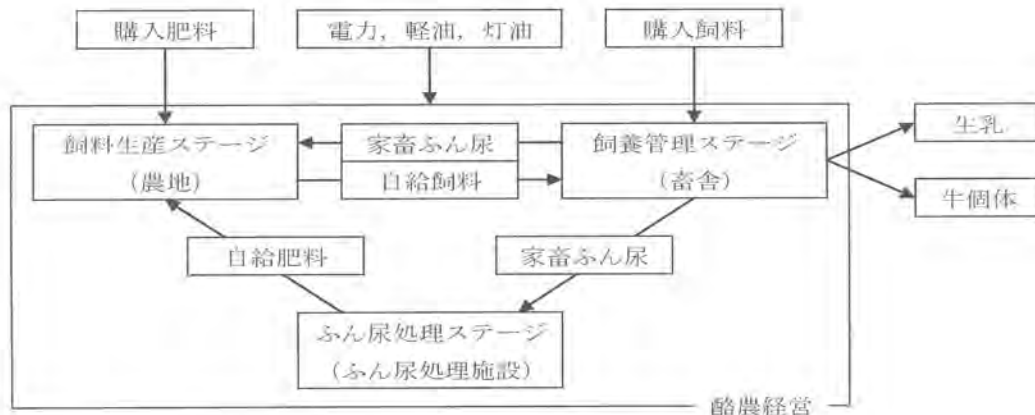 購入肥料
電力，軽油，灯油
購入飼料
飼料生産ステージ
（農地）
家畜ふん尿
自給飼料
飼養管理ステージ
（畜舎）
生乳
牛個体
自給肥料
家畜ふん尿
ふん尿処理ステージ
（ふん尿処理施設）
酪農経営